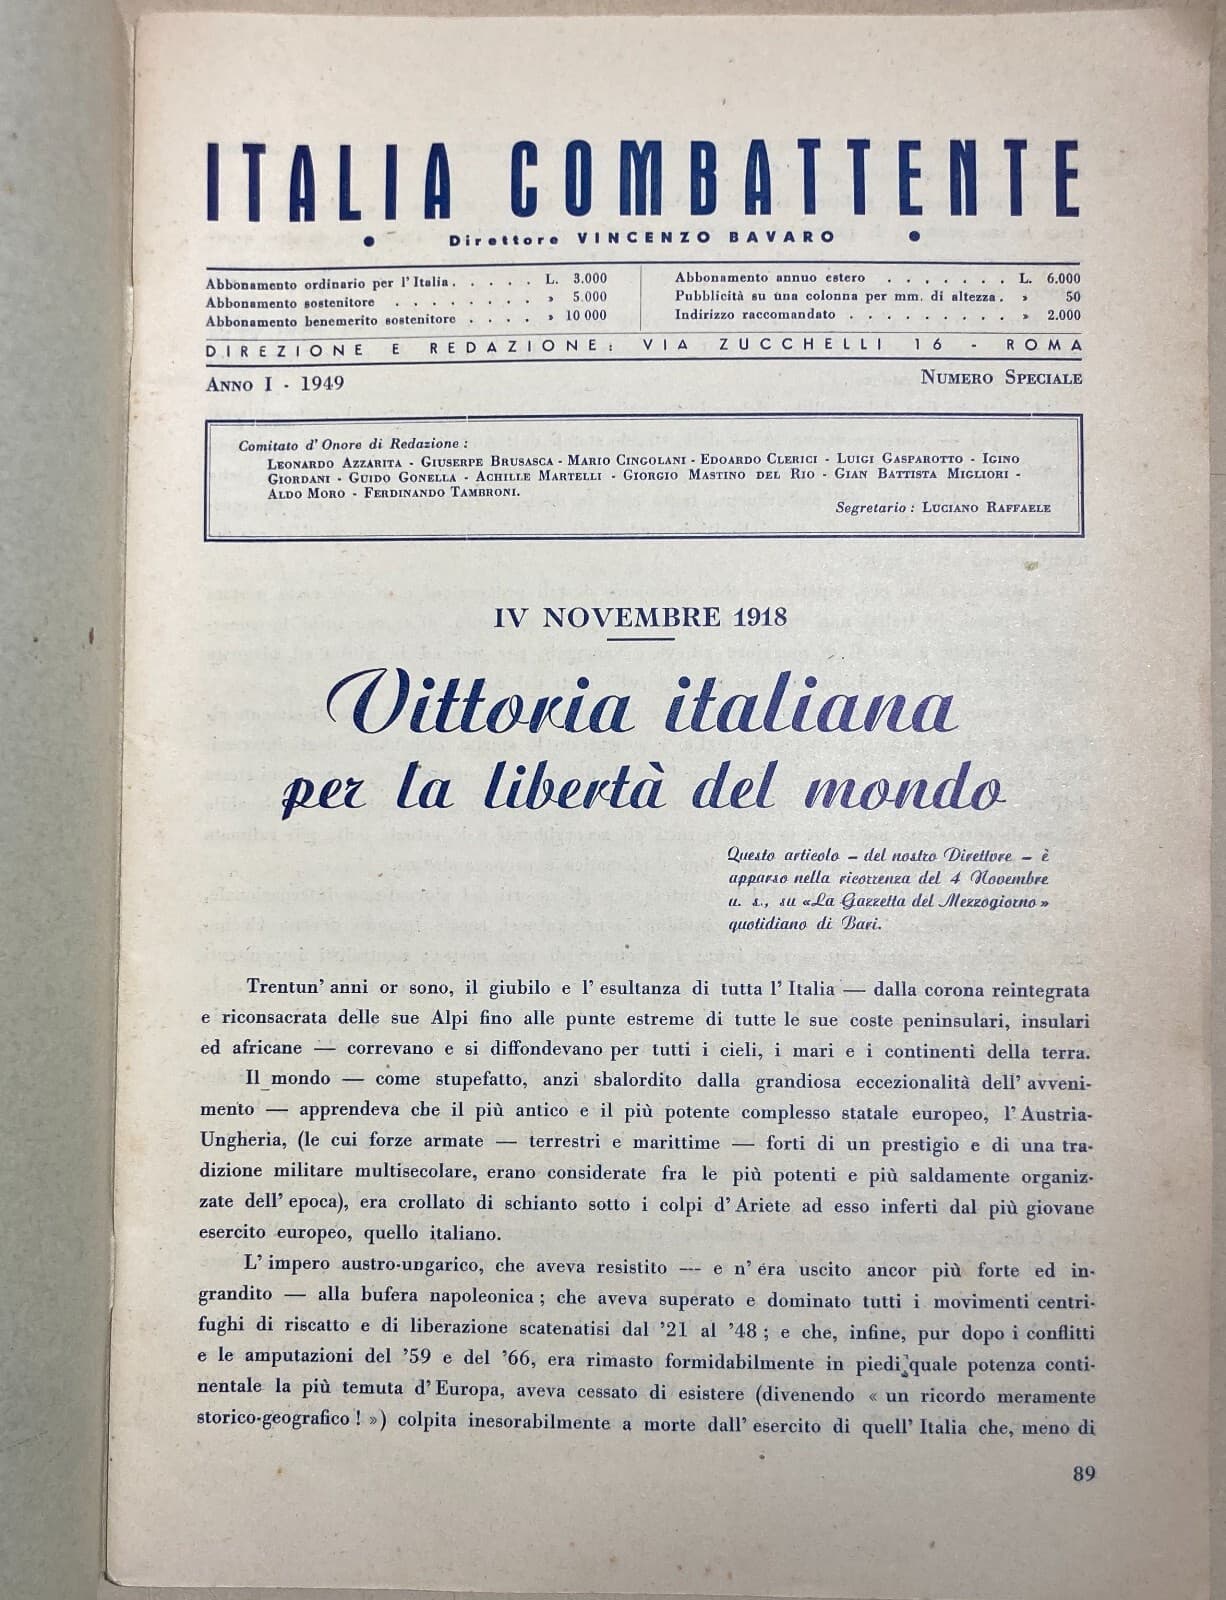 ITALIA COMBATTENTE
• Direttore VINCENZO BAVARO •
Abbonamento ordinario per l' Italia . . . . . L. 3.000
Abbonamento sostenitore . . . . . . . . » 5.000
Abbonamento benemerito sostenitore . . . . » 10 000
Abbonamento annuo estero . . . . . . . L. 6.000
Pubblicità su una colonna per mm. di altezza . » 50
Indirizzo raccomandato . . . . . . . . . » 2.000
DIREZIONE E REDAZIONE: VIA ZUCCHELLI 16 - ROMA
ANNO I - 1949
NUMERO SPECIALE
Comitato d' Onore di Redazione :
LEONARDO AZZARITA - GIUSERPE BRUSASCA - MARIO CINGOLANI - EDOARDO CLERICI - LUIGI GASPAROTTO - IGINO
GIORDANI - GUIDO GONELLA - ACHILLE MARTELLI - GIORGIO MASTINO DEL RIO - GIAN BATTISTA MIGLIORI -
ALDO MORO - FERDINANDO TAMBRONI.
Segretario : LUCIANO RAFFAELE
IV NOVEMBRE 1918
Vittoria italiana
per la libertà del mondo
Questo articolo – del nostro Direttore – è
apparso nella ricorrenza del 4 Novembre
u. s., su «La Gazzetta del Mezzogiorno»
quotidiano di Bari.
Trentun' anni or sono, il giubilo e l' esultanza di tutta l' Italia — dalla corona reintegrata
e riconsacrata delle sue Alpi fino alle punte estreme di tutte le sue coste peninsulari, insulari
ed africane — correvano e si diffondevano per tutti i cieli, i mari e i continenti della terra.
Il mondo — come stupefatto, anzi sbalordito dalla grandiosa eccezionalità dell' avveni-
mento — apprendeva che il più antico e il più potente complesso statale europeo, l' Austria-
Ungheria, (le cui forze armate — terrestri e marittime — forti di un prestigio e di una tra-
dizione militare multisecolare, erano considerate fra le più potenti e più saldamente organiz-
zate dell' epoca), era crollato di schianto sotto i colpi d' Ariete ad esso inferti dal più giovane
esercito europeo, quello italiano.
L' impero austro-ungarico, che aveva resistito — e n' éra uscito ancor più forte ed in-
grandito — alla bufera napoleonica ; che aveva superato e dominato tutti i movimenti centri-
fughi di riscatto e di liberazione scatenatisi dal '21 al '48 ; e che, infine, pur dopo i conflitti
e le amputazioni del '59 e del '66, era rimasto formidabilmente in piedi quale potenza conti-
nentale la più temuta d' Europa, aveva cessato di esistere (divenendo « un ricordo meramente
storico-geografico ! ») colpita inesorabilmente a morte dall' esercito di quell' Italia che, meno di
89